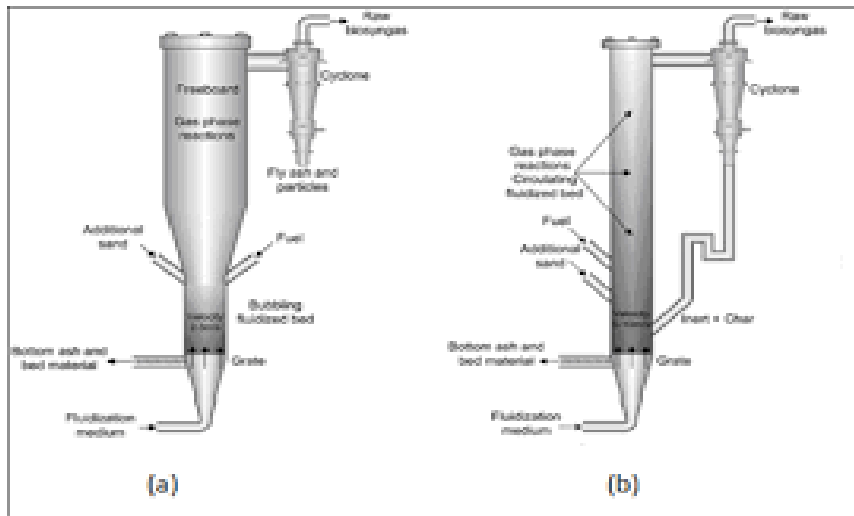 Raw
biosyngas
Cyclone
Freeboard
Gas phase
reactions
Fly ash and
particles
Additional
sand
Fuel
Velocity
Bubbling
fluidized bed
Bottom ash and
bed material
Grate
Fluidization
medium
(a)
Raw
biosyngas
Cyclone
Gas phase
reactions
Circulating
fluidized bed
Fuel
Additional
sand
Velocity
Inert + Char
Bottom ash and
bed material
Grate
Fluidization
medium
(b)